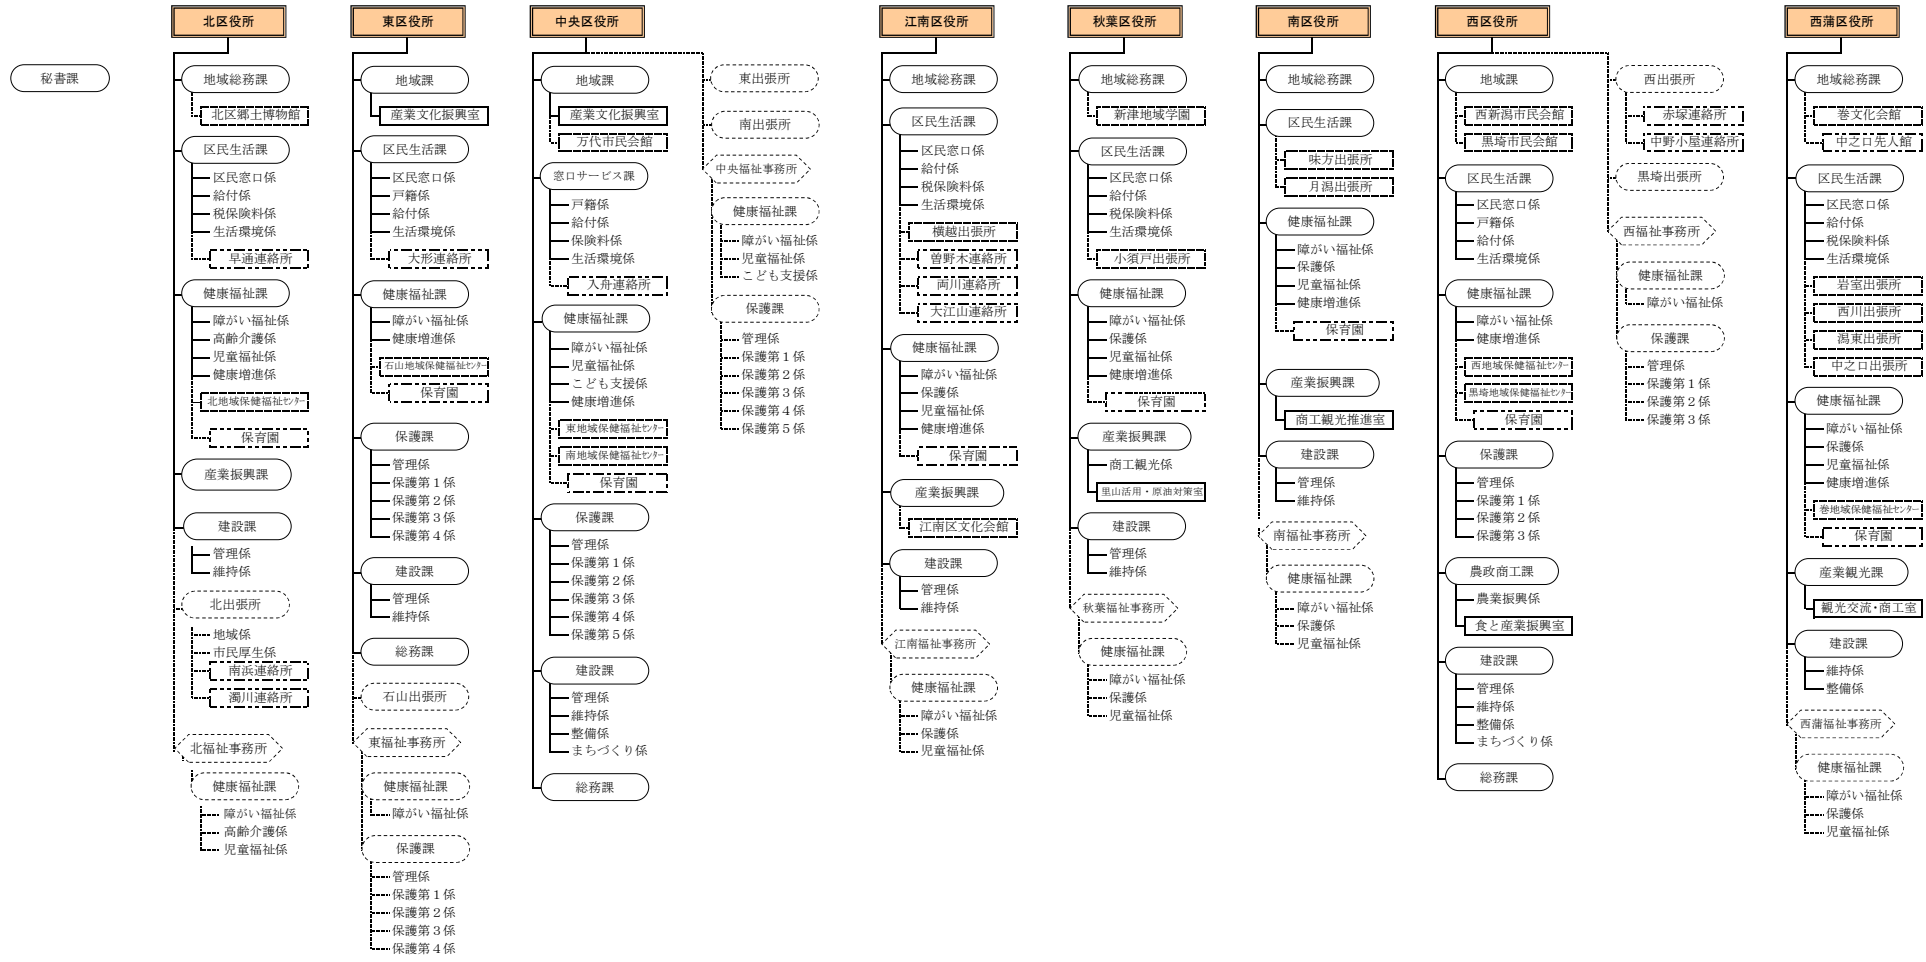 秘書課
北区役所
地域総務課
北区郷土博物館
区民生活課
区民窓口係
給付係
税保険料係
生活環境係
早通連絡所
健康福祉課
障がい福祉係
高齢介護係
児童福祉係
健康増進係
北地域保健福祉センター
保育園
産業振興課
建設課
管理係
維持係
北出張所
地域係
市民厚生係
南浜連絡所
濁川連絡所
北福祉事務所
健康福祉課
障がい福祉係
高齢介護係
児童福祉係
東区役所
地域課
産業文化振興室
区民生活課
区民窓口係
戸籍係
給付係
生活環境係
大形連絡所
健康福祉課
障がい福祉係
健康増進係
石山地域保健福祉センター
保育園
保護課
管理係
保護第1係
保護第2係
保護第3係
保護第4係
建設課
管理係
維持係
総務課
石山出張所
東福祉事務所
健康福祉課
障がい福祉係
保護課
管理係
保護第1係
保護第2係
保護第3係
保護第4係
中央区役所
地域課
産業文化振興室
万代市民会館
窓口サービス課
戸籍係
給付係
保険料係
生活環境係
入舟連絡所
健康福祉課
障がい福祉係
児童福祉係
こども支援係
健康増進係
東地域保健福祉センター
南地域保健福祉センター
保育園
保護課
管理係
保護第1係
保護第2係
保護第3係
保護第4係
保護第5係
建設課
管理係
維持係
整備係
まちづくり係
総務課
東出張所
南出張所
中央福祉事務所
健康福祉課
障がい福祉係
児童福祉係
こども支援係
保護課
管理係
保護第1係
保護第2係
保護第3係
保護第4係
保護第5係
江南区役所
地域総務課
区民生活課
区民窓口係
給付係
税保険料係
生活環境係
横越出張所
曽野木連絡所
両川連絡所
大江山連絡所
健康福祉課
障がい福祉係
保護係
児童福祉係
健康増進係
保育園
産業振興課
江南区文化会館
建設課
管理係
維持係
江南福祉事務所
健康福祉課
障がい福祉係
保護係
児童福祉係
秋葉区役所
地域総務課
新津地域学園
区民生活課
区民窓口係
給付係
税保険料係
生活環境係
小須戸出張所
健康福祉課
障がい福祉係
保護係
児童福祉係
健康増進係
保育園
産業振興課
商工観光係
里山活用・原油対策室
建設課
管理係
維持係
秋葉福祉事務所
健康福祉課
障がい福祉係
保護係
児童福祉係
南区役所
地域総務課
区民生活課
味方出張所
月潟出張所
健康福祉課
障がい福祉係
保護係
児童福祉係
健康増進係
保育園
産業振興課
商工観光推進室
建設課
管理係
維持係
南福祉事務所
健康福祉課
障がい福祉係
保護係
児童福祉係
西区役所
地域課
西新潟市民会館
黒埼市民会館
区民生活課
区民窓口係
戸籍係
給付係
生活環境係
健康福祉課
障がい福祉係
健康増進係
西地域保健福祉センター
黒埼地域保健福祉センター
保育園
保護課
管理係
保護第1係
保護第2係
保護第3係
農政商工課
農業振興係
食と産業振興室
建設課
管理係
維持係
整備係
まちづくり係
総務課
西出張所
赤塚連絡所
中野小屋連絡所
黒埼出張所
西福祉事務所
健康福祉課
障がい福祉係
保護課
管理係
保護第1係
保護第2係
保護第3係
西蒲区役所
地域総務課
巻文化会館
中之口先人館
区民生活課
区民窓口係
給付係
税保険料係
生活環境係
岩室出張所
西川出張所
潟東出張所
中之口出張所
健康福祉課
障がい福祉係
保護係
児童福祉係
健康増進係
巻地域保健福祉センター
保育園
産業観光課
観光交流・商工室
建設課
維持係
整備係
西蒲福祉事務所
健康福祉課
障がい福祉係
保護係
児童福祉係